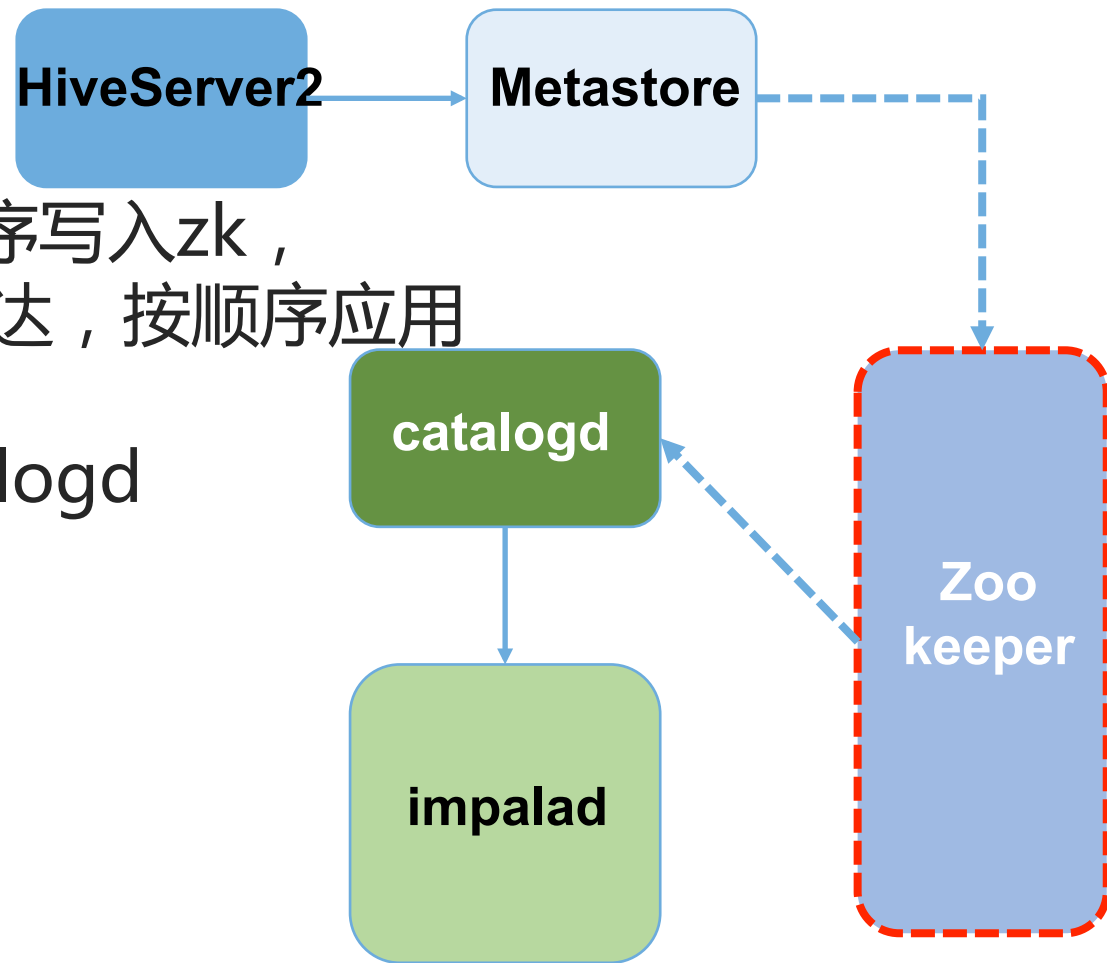 HiveServer2
Metastore
序写入zk，
达，按顺序应用
catalogd
logd
Zoo
keeper
impalad